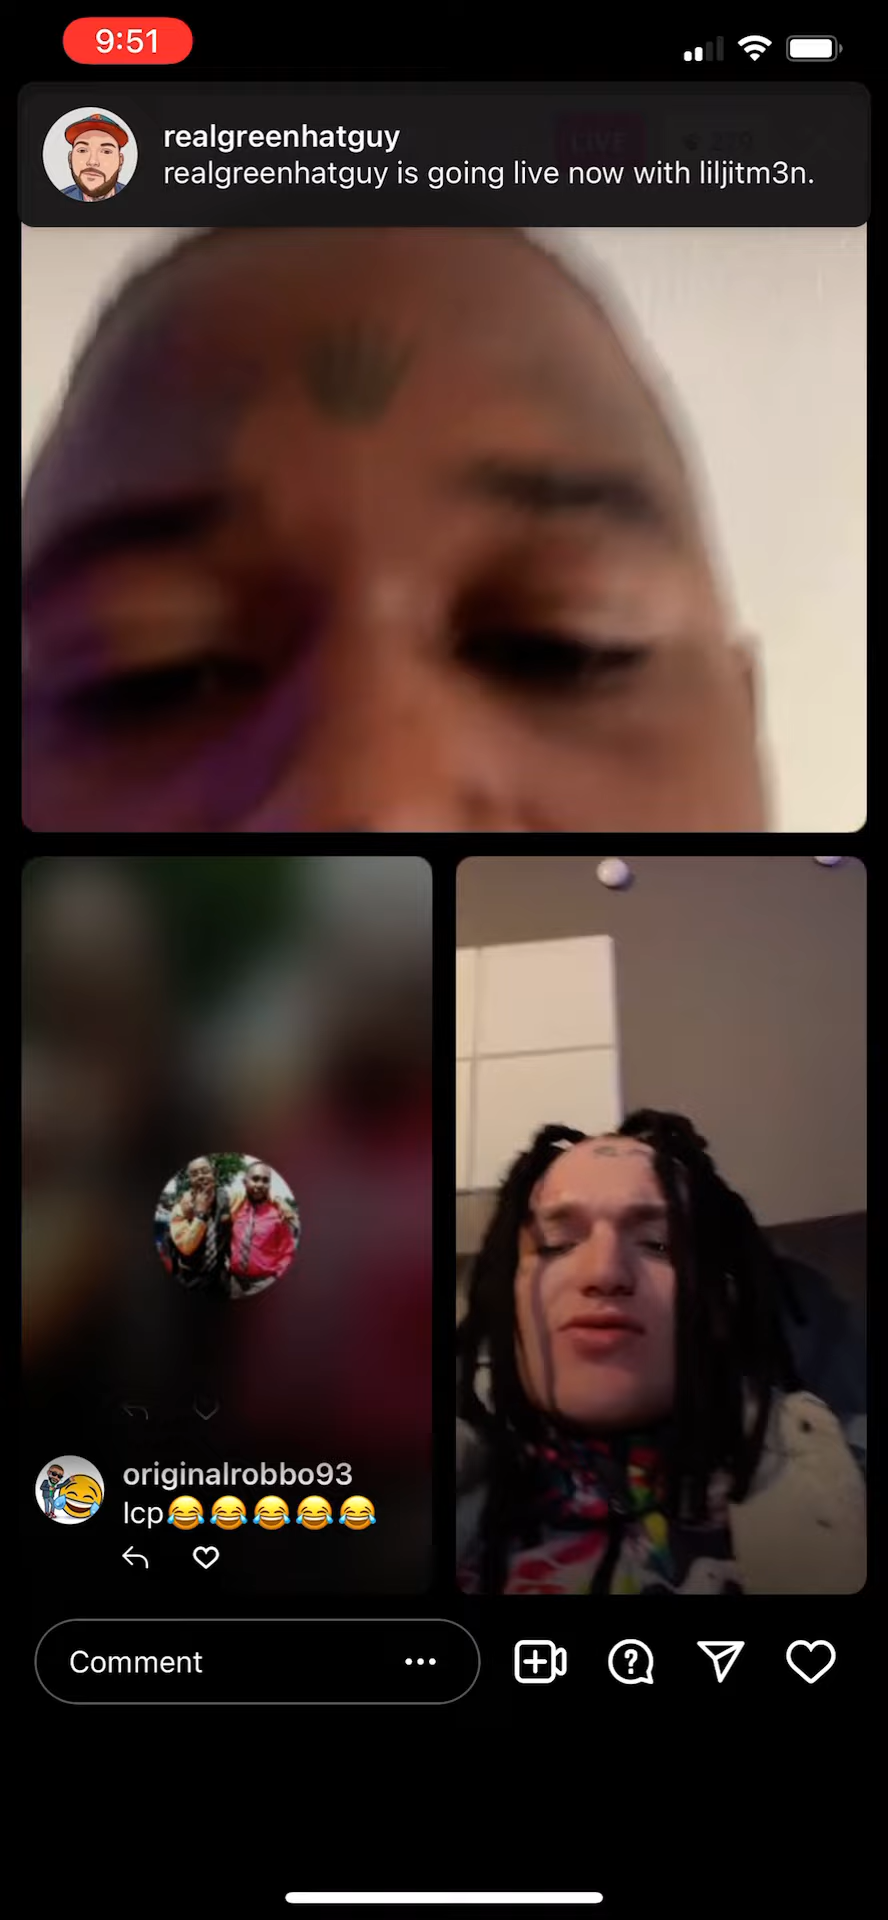 9:51
realgreenhatguy
realgreenhatguy is going live now with liljitm3n.
originalrobbo93
lcp😂😂😂😂😂
Comment